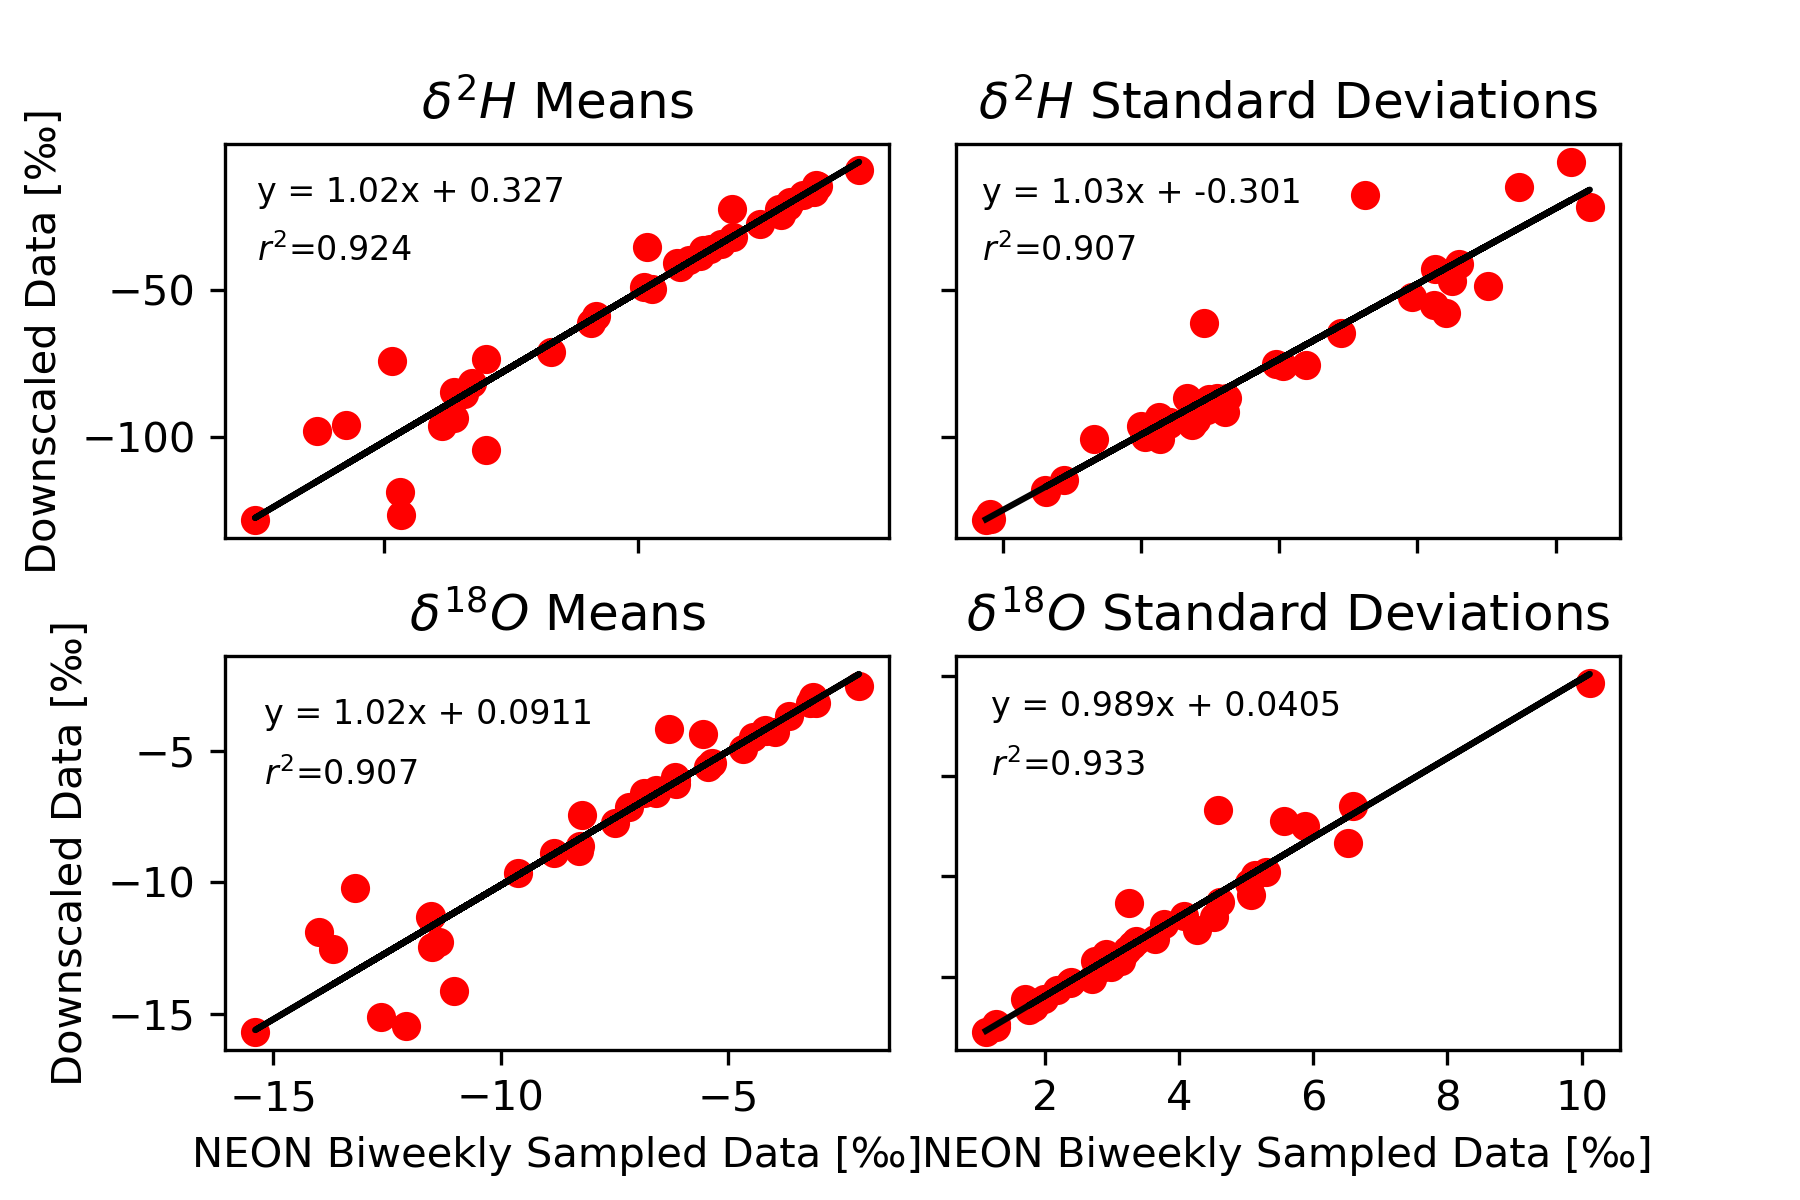 δ²H Means
δ²H Standard Deviations
Downscaled Data [‰]
y = 1.02x + 0.327
r²=0.924
−50
−100
y = 1.03x + -0.301
r²=0.907
δ¹⁸O Means
δ¹⁸O Standard Deviations
Downscaled Data [‰]
y = 1.02x + 0.0911
r²=0.907
−5
−10
−15
y = 0.989x + 0.0405
r²=0.933
−15 −10 −5
2 4 6 8 10
NEON Biweekly Sampled Data [‰]
NEON Biweekly Sampled Data [‰]